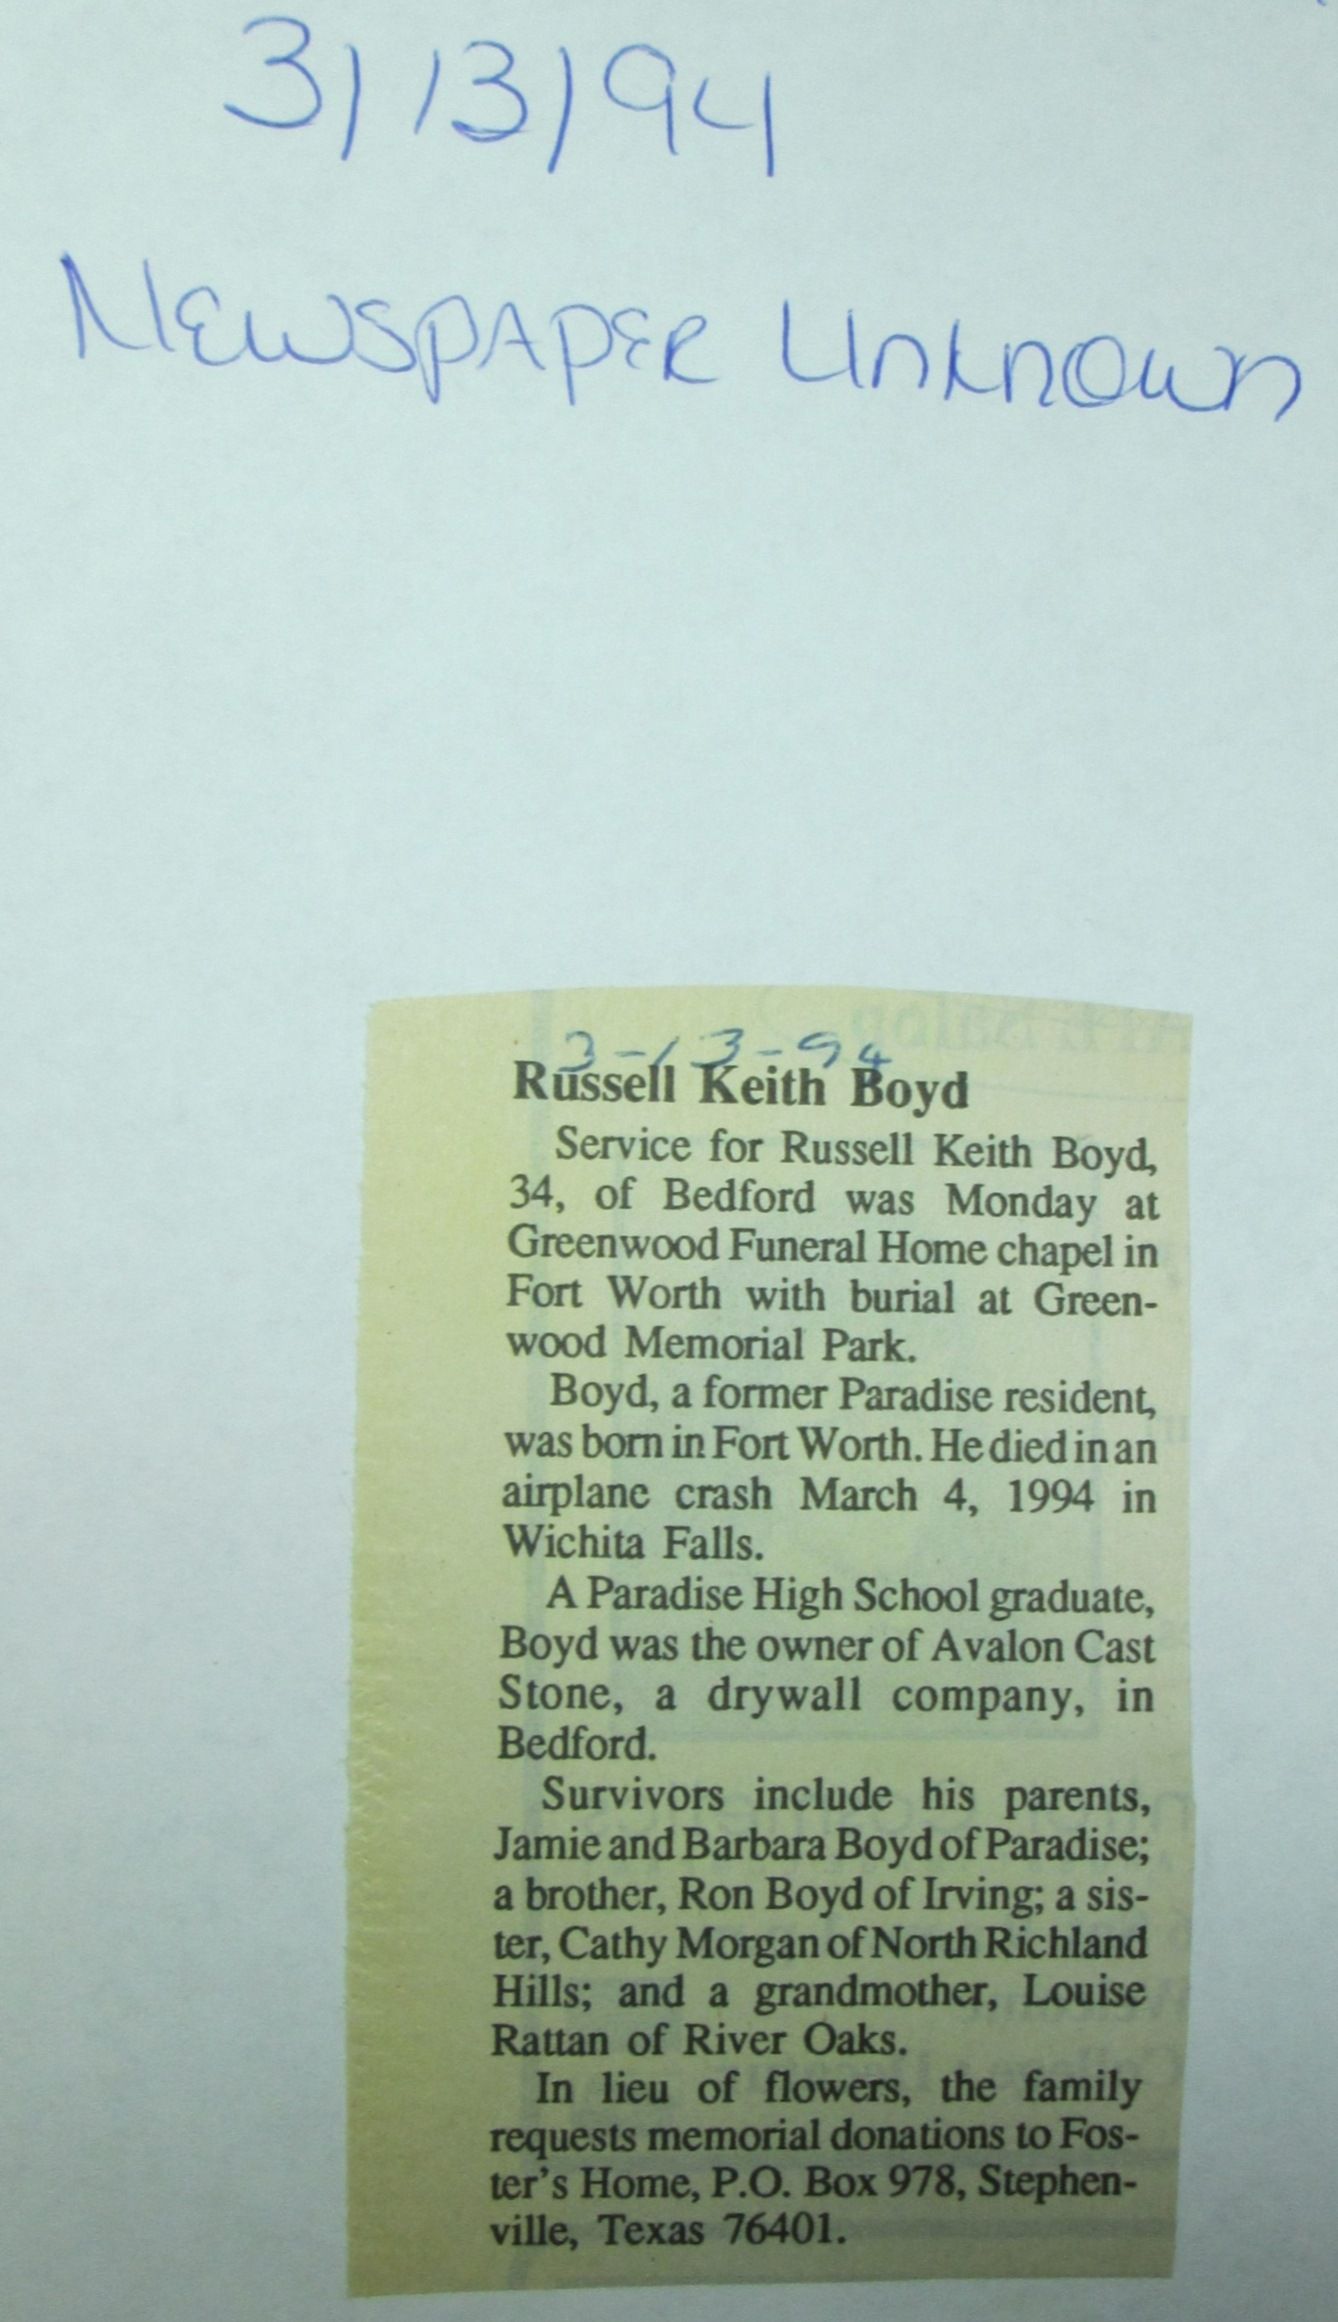 3/13/94
Newspaper Unknown
3-13-94
Russell Keith Boyd
Service for Russell Keith Boyd,
34, of Bedford was Monday at
Greenwood Funeral Home chapel in
Fort Worth with burial at Green-
wood Memorial Park.
Boyd, a former Paradise resident,
was born in Fort Worth. He died in an
airplane crash March 4, 1994 in
Wichita Falls.
A Paradise High School graduate,
Boyd was the owner of Avalon Cast
Stone, a drywall company, in
Bedford.
Survivors include his parents,
Jamie and Barbara Boyd of Paradise;
a brother, Ron Boyd of Irving; a sis-
ter, Cathy Morgan of North Richland
Hills; and a grandmother, Louise
Rattan of River Oaks.
In lieu of flowers, the family
requests memorial donations to Fos-
ter's Home, P.O. Box 978, Stephen-
ville, Texas 76401.